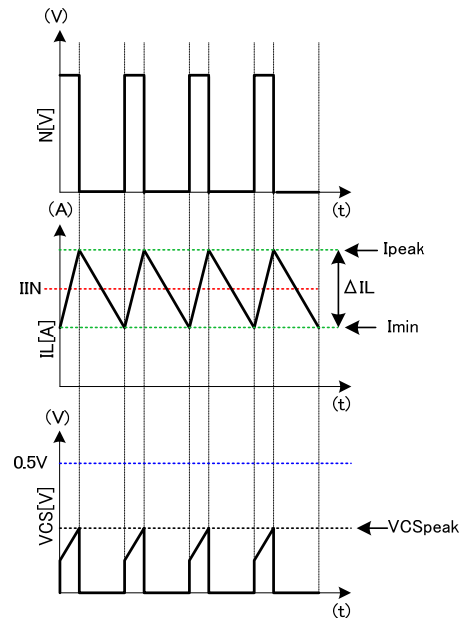 (V)
N[V]
(t)
(A)
Ipeak
IIN
ΔIL
IL[A]
Imin
(t)
(V)
0.5V
VCS[V]
VCSpeak
(t)